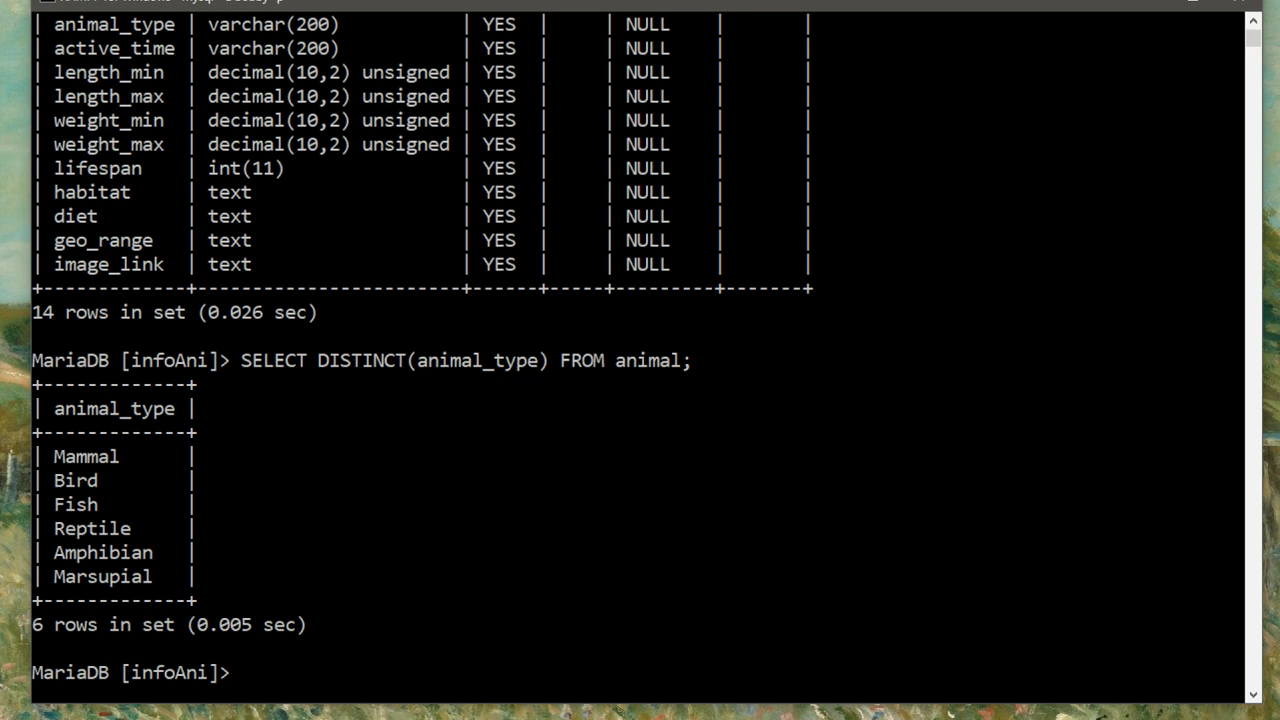 | animal_type | varchar(200)            | YES  |     | NULL    |       |
| active_time | varchar(200)            | YES  |     | NULL    |       |
| length_min  | decimal(10,2) unsigned | YES  |     | NULL    |       |
| length_max  | decimal(10,2) unsigned | YES  |     | NULL    |       |
| weight_min  | decimal(10,2) unsigned | YES  |     | NULL    |       |
| weight_max  | decimal(10,2) unsigned | YES  |     | NULL    |       |
| lifespan    | int(11)                | YES  |     | NULL    |       |
| habitat     | text                   | YES  |     | NULL    |       |
| diet        | text                   | YES  |     | NULL    |       |
| geo_range   | text                   | YES  |     | NULL    |       |
| image_link  | text                   | YES  |     | NULL    |       |
+-------------+------------------------+------+-----+---------+-------+
14 rows in set (0.026 sec)
MariaDB [infoAni]> SELECT DISTINCT(animal_type) FROM animal;
+-------------+
| animal_type |
+-------------+
| Mammal      |
| Bird        |
| Fish        |
| Reptile     |
| Amphibian   |
| Marsupial   |
+-------------+
6 rows in set (0.005 sec)
MariaDB [infoAni]>